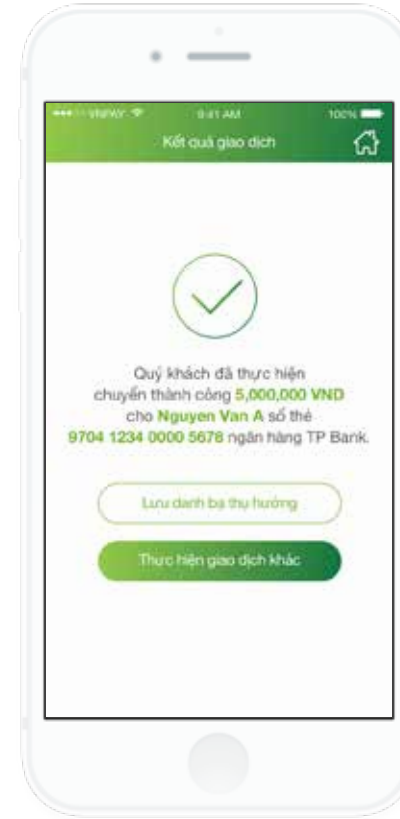 9:41 AM 100%
Kết quả giao dịch
Quý khách đã thực hiện
chuyển thành công 5,000,000 VND
cho Nguyen Van A số thẻ
9704 1234 0000 5678 ngân hàng TP Bank.
Lưu danh bạ thụ hưởng
Thực hiện giao dịch khác